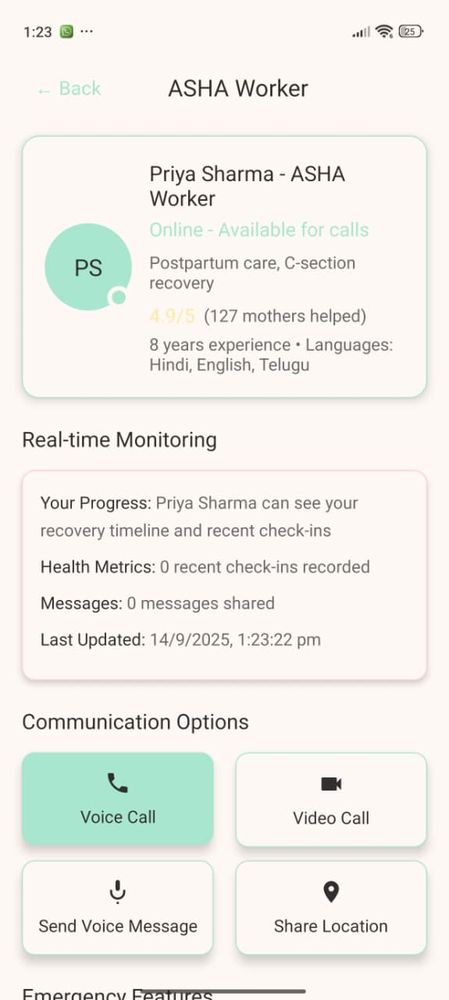 1:23 ...
25
← Back
ASHA Worker
PS
Priya Sharma - ASHA
Worker
Online - Available for calls
Postpartum care, C-section
recovery
4.9/5 (127 mothers helped)
8 years experience • Languages:
Hindi, English, Telugu
Real-time Monitoring
Your Progress: Priya Sharma can see your
recovery timeline and recent check-ins
Health Metrics: 0 recent check-ins recorded
Messages: 0 messages shared
Last Updated: 14/9/2025, 1:23:22 pm
Communication Options
Voice Call
Video Call
Send Voice Message
Share Location
Emergency Features